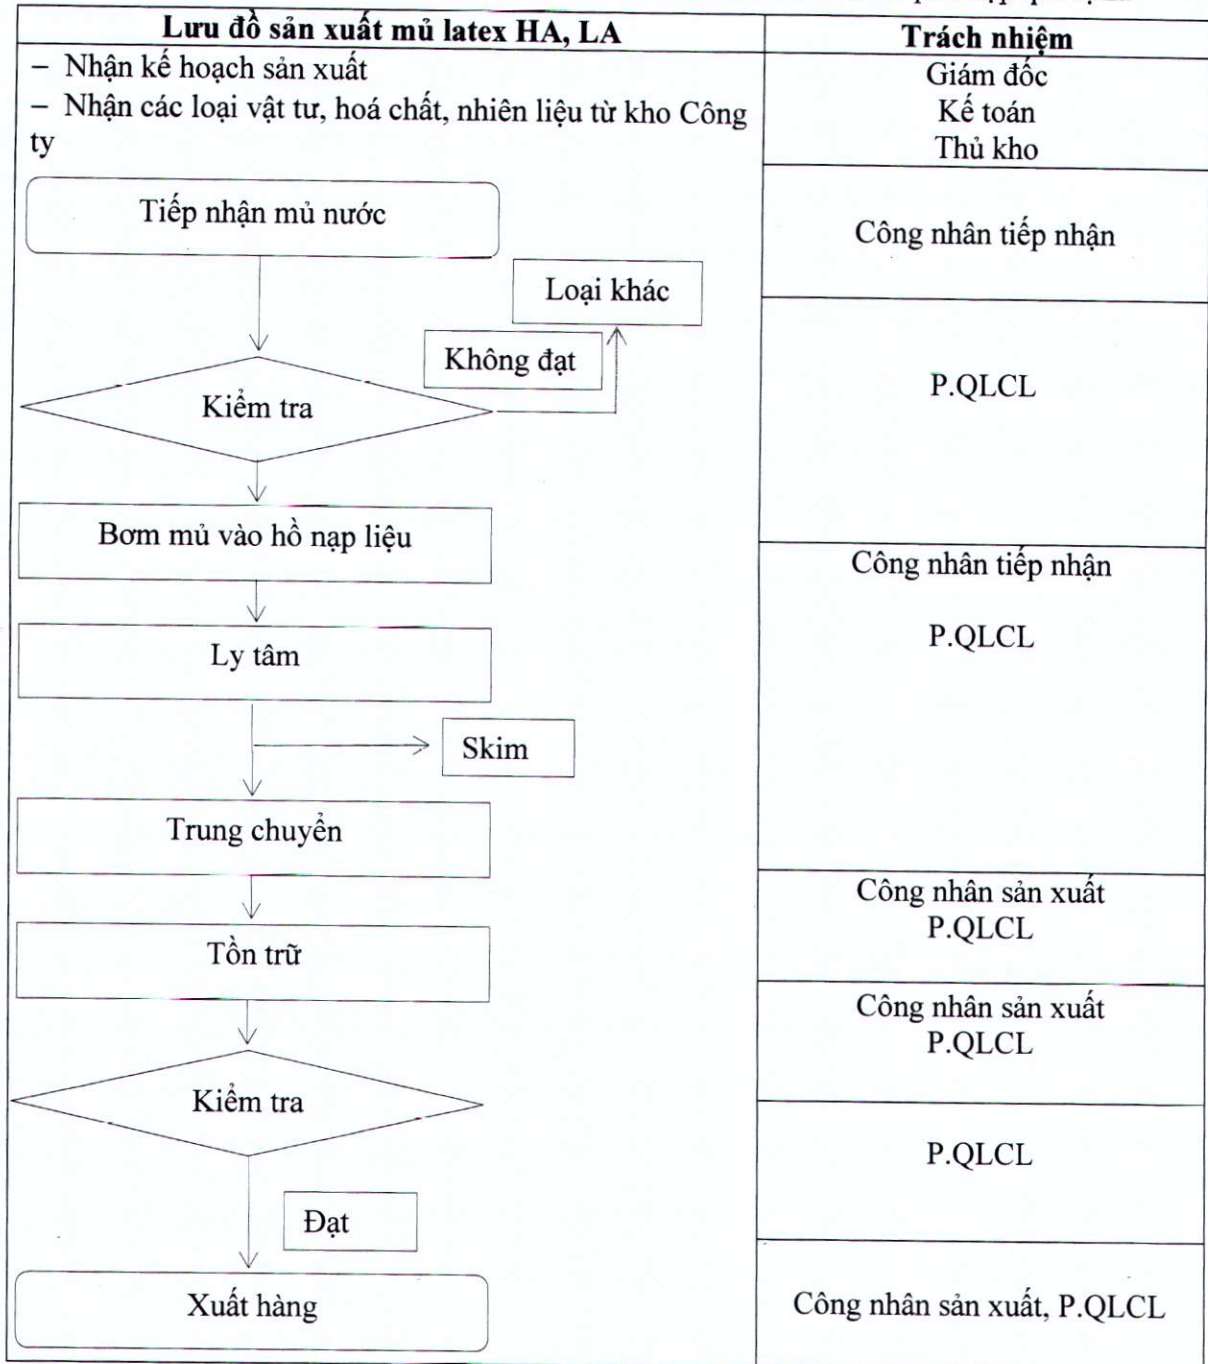 Lưu đồ sản xuất mủ latex HA, LA
Trách nhiệm
– Nhận kế hoạch sản xuất
– Nhận các loại vật tư, hoá chất, nhiên liệu từ kho Công
ty
Giám đốc
Kế toán
Thủ kho
Tiếp nhận mủ nước
Công nhân tiếp nhận
Loại khác
Không đạt
Kiểm tra
P.QLCL
Bơm mủ vào hồ nạp liệu
Công nhân tiếp nhận
P.QLCL
Ly tâm
Skim
Trung chuyển
Công nhân sản xuất
P.QLCL
Tồn trữ
Công nhân sản xuất
P.QLCL
Kiểm tra
P.QLCL
Đạt
Xuất hàng
Công nhân sản xuất, P.QLCL